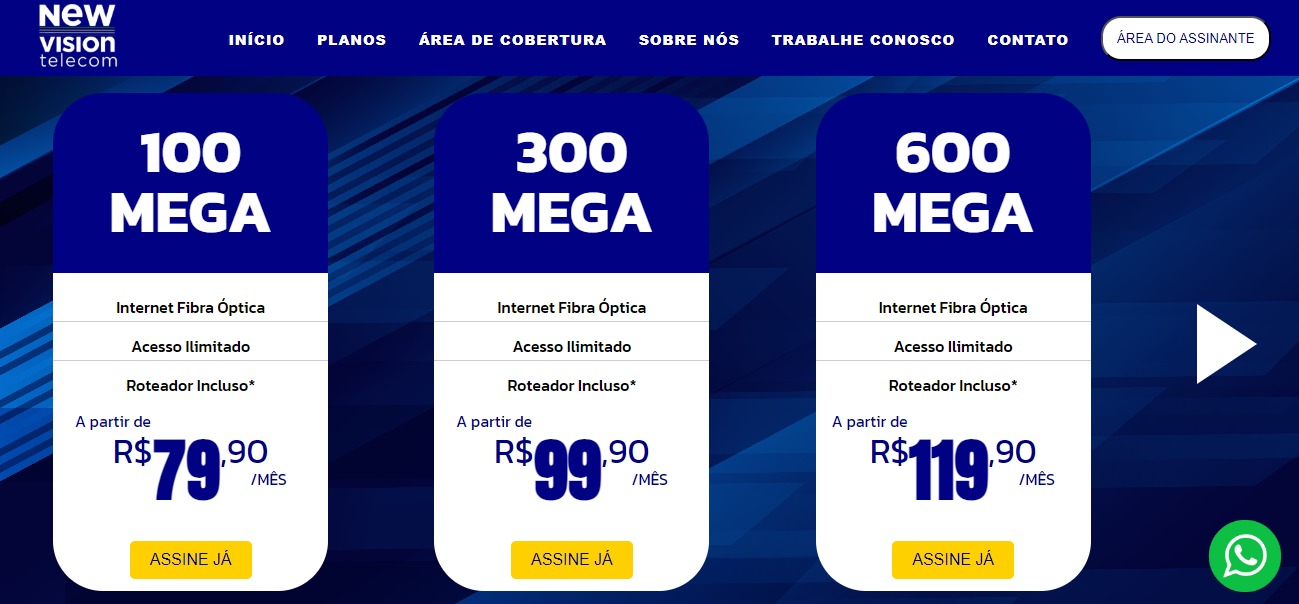 New
vision
telecom
INÍCIO PLANOS ÁREA DE COBERTURA SOBRE NÓS TRABALHE CONOSCO CONTATO ÁREA DO ASSINANTE
100
MEGA
Internet Fibra Óptica
Acesso Ilimitado
Roteador Incluso*
A partir de
R$79,90
/MÊS
ASSINE JÁ
300
MEGA
Internet Fibra Óptica
Acesso Ilimitado
Roteador Incluso*
A partir de
R$99,90
/MÊS
ASSINE JÁ
600
MEGA
Internet Fibra Óptica
Acesso Ilimitado
Roteador Incluso*
A partir de
R$119,90
/MÊS
ASSINE JÁ